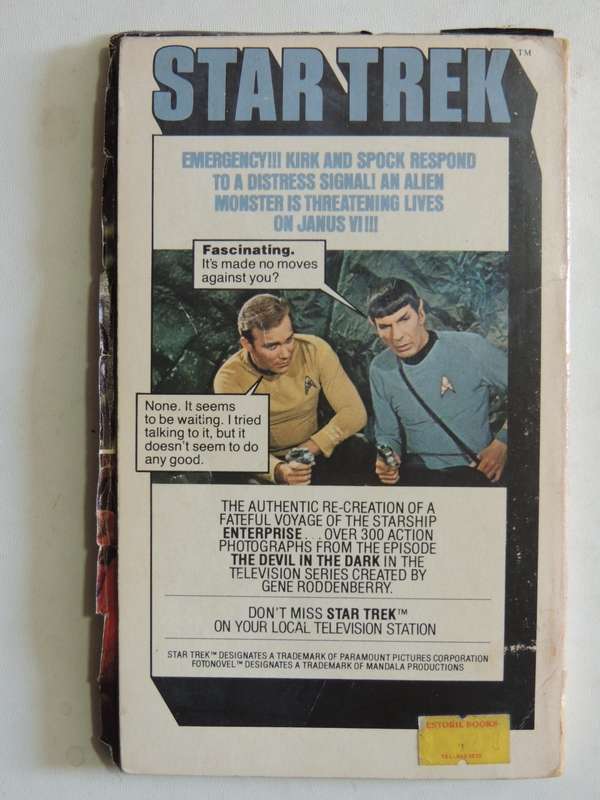 STAR TREK™
EMERGENCY!!! KIRK AND SPOCK RESPOND
TO A DISTRESS SIGNAL! AN ALIEN
MONSTER IS THREATENING LIVES
ON JANUS VI!!!
Fascinating.
It's made no moves
against you?
None. It seems
to be waiting. I tried
talking to it, but it
doesn't seem to do
any good.
THE AUTHENTIC RE-CREATION OF A
FATEFUL VOYAGE OF THE STARSHIP
ENTERPRISE... OVER 300 ACTION
PHOTOGRAPHS FROM THE EPISODE
THE DEVIL IN THE DARK IN THE
TELEVISION SERIES CREATED BY
GENE RODDENBERRY.
DON'T MISS STAR TREK™
ON YOUR LOCAL TELEVISION STATION
STAR TREK™ DESIGNATES A TRADEMARK OF PARAMOUNT PICTURES CORPORATION
FOTONOVEL™ DESIGNATES A TRADEMARK OF MANDALA PRODUCTIONS
ESTORIL BOOKS